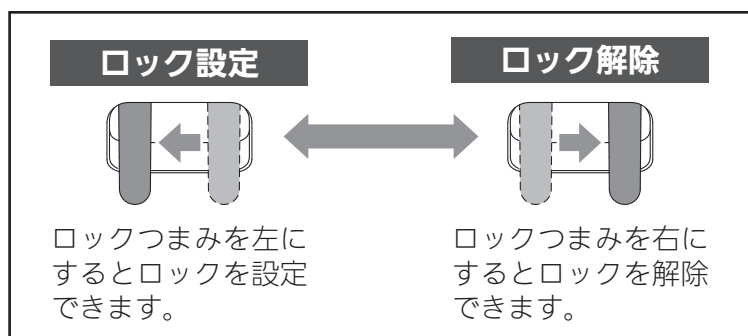 ロック設定
ロックつまみを左に
するとロックを設定
できます。
ロック解除
ロックつまみを右に
するとロックを解除
できます。